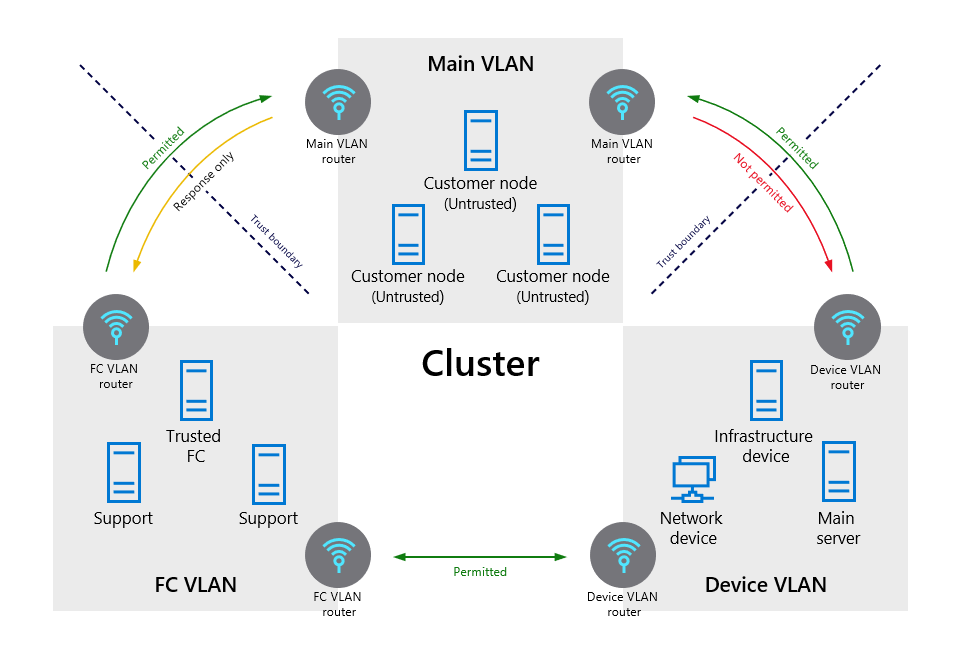 Main VLAN
Main VLAN
router
Main VLAN
router
Customer node
(Untrusted)
Customer node
(Untrusted)
Customer node
(Untrusted)
Permitted
Response only
Trust boundary
Permitted
Not permitted
Trust boundary
Cluster
FC VLAN
router
Trusted
FC
Support
Support
FC VLAN
FC VLAN
router
Permitted
Device VLAN
router
Infrastructure
device
Network
device
Main
server
Device VLAN
router
Device VLAN